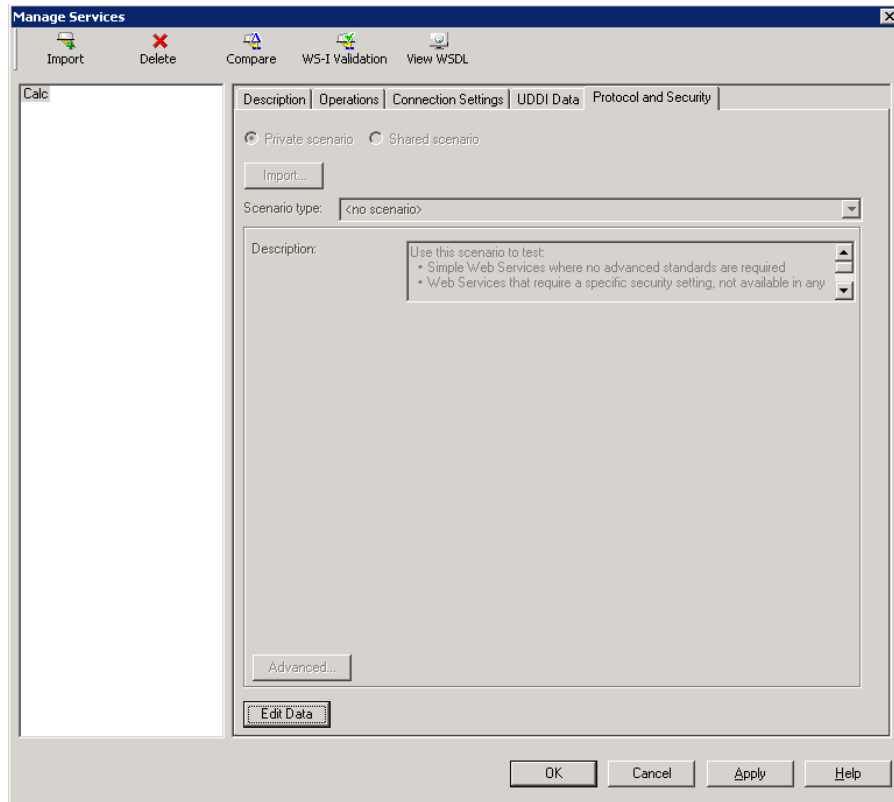 Manage Services
Import Delete Compare WS-I Validation View WSDL
Calc
Description Operations Connection Settings UDDI Data Protocol and Security
Private scenario Shared scenario
Import...
Scenario type: <no scenario>
Description:
Use this scenario to test:
• Simple Web Services where no advanced standards are required
• Web Services that require a specific security setting, not available in any
Advanced...
Edit Data
OK Cancel Apply Help